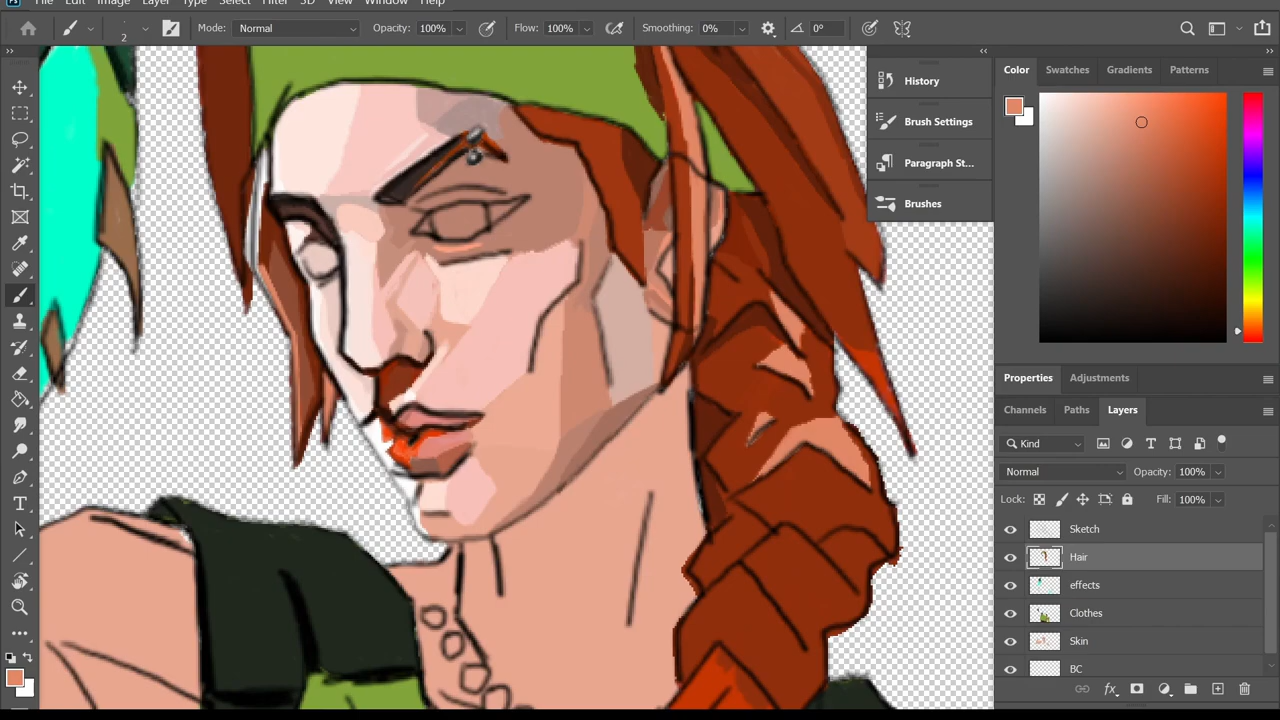 File Edit Image Layer Type Select Filter 3D View Window Help
2 Mode: Normal Opacity: 100% Flow: 100% Smoothing: 0% 0°
History
Brush Settings
Paragraph St...
Brushes
Color Swatches Gradients Patterns
Properties Adjustments
Channels Paths Layers
Kind
Normal Opacity: 100%
Lock: Fill: 100%
Sketch
Hair
effects
Clothes
Skin
BC